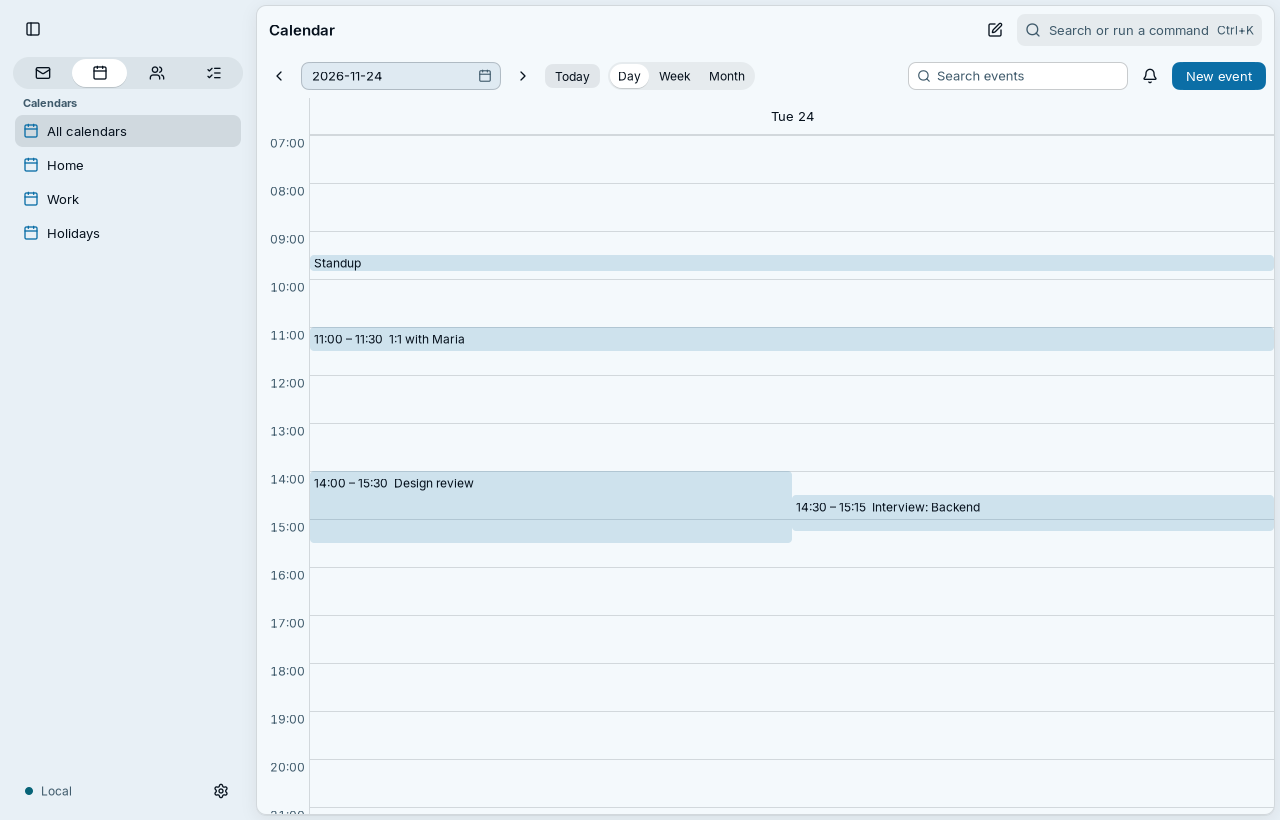 Calendar
Search or run a command Ctrl+K
2026-11-24
Today
Day
Week
Month
Search events
New event
Calendars
All calendars
Home
Work
Holidays
Local
Tue 24
07:00
08:00
09:00
Standup
10:00
11:00
11:00 – 11:30 1:1 with Maria
12:00
13:00
14:00
14:00 – 15:30 Design review
14:30 – 15:15 Interview: Backend
15:00
16:00
17:00
18:00
19:00
20:00
21:00